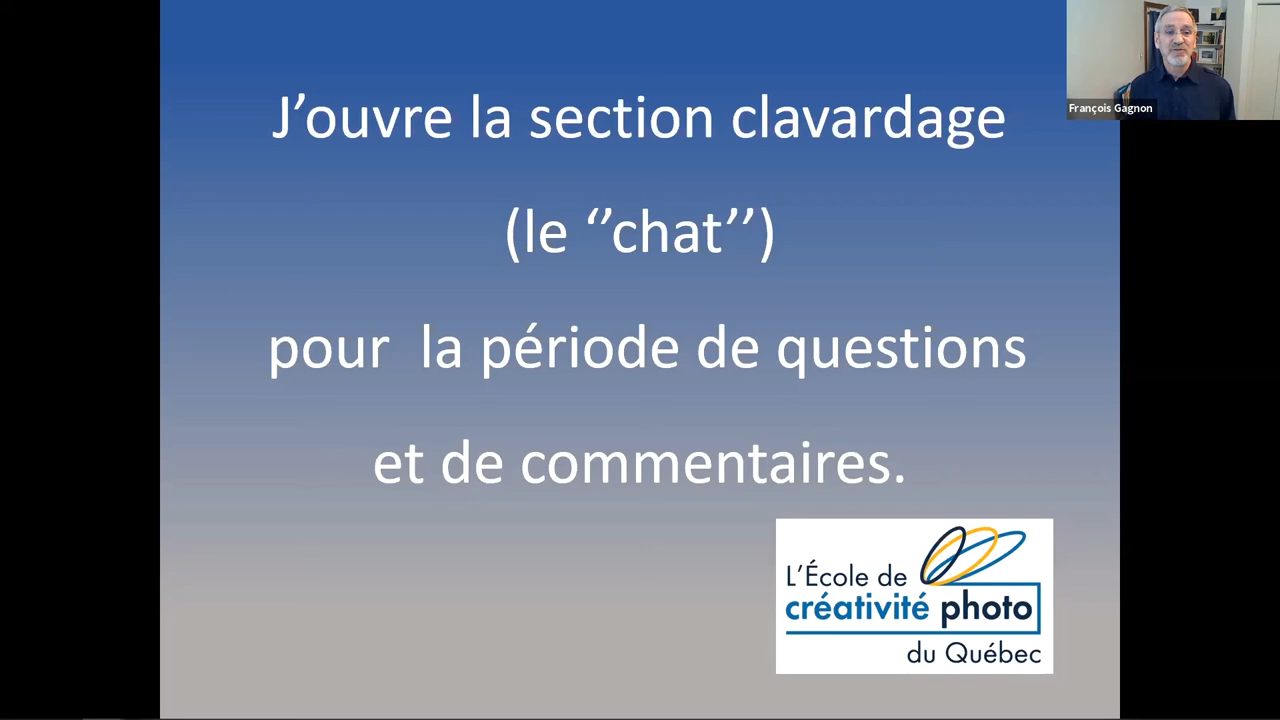 J’ouvre la section clavardage
(le ‘’chat’’)
pour  la période de questions
et de commentaires.
L’École de
créativité photo
du Québec
François Gagnon